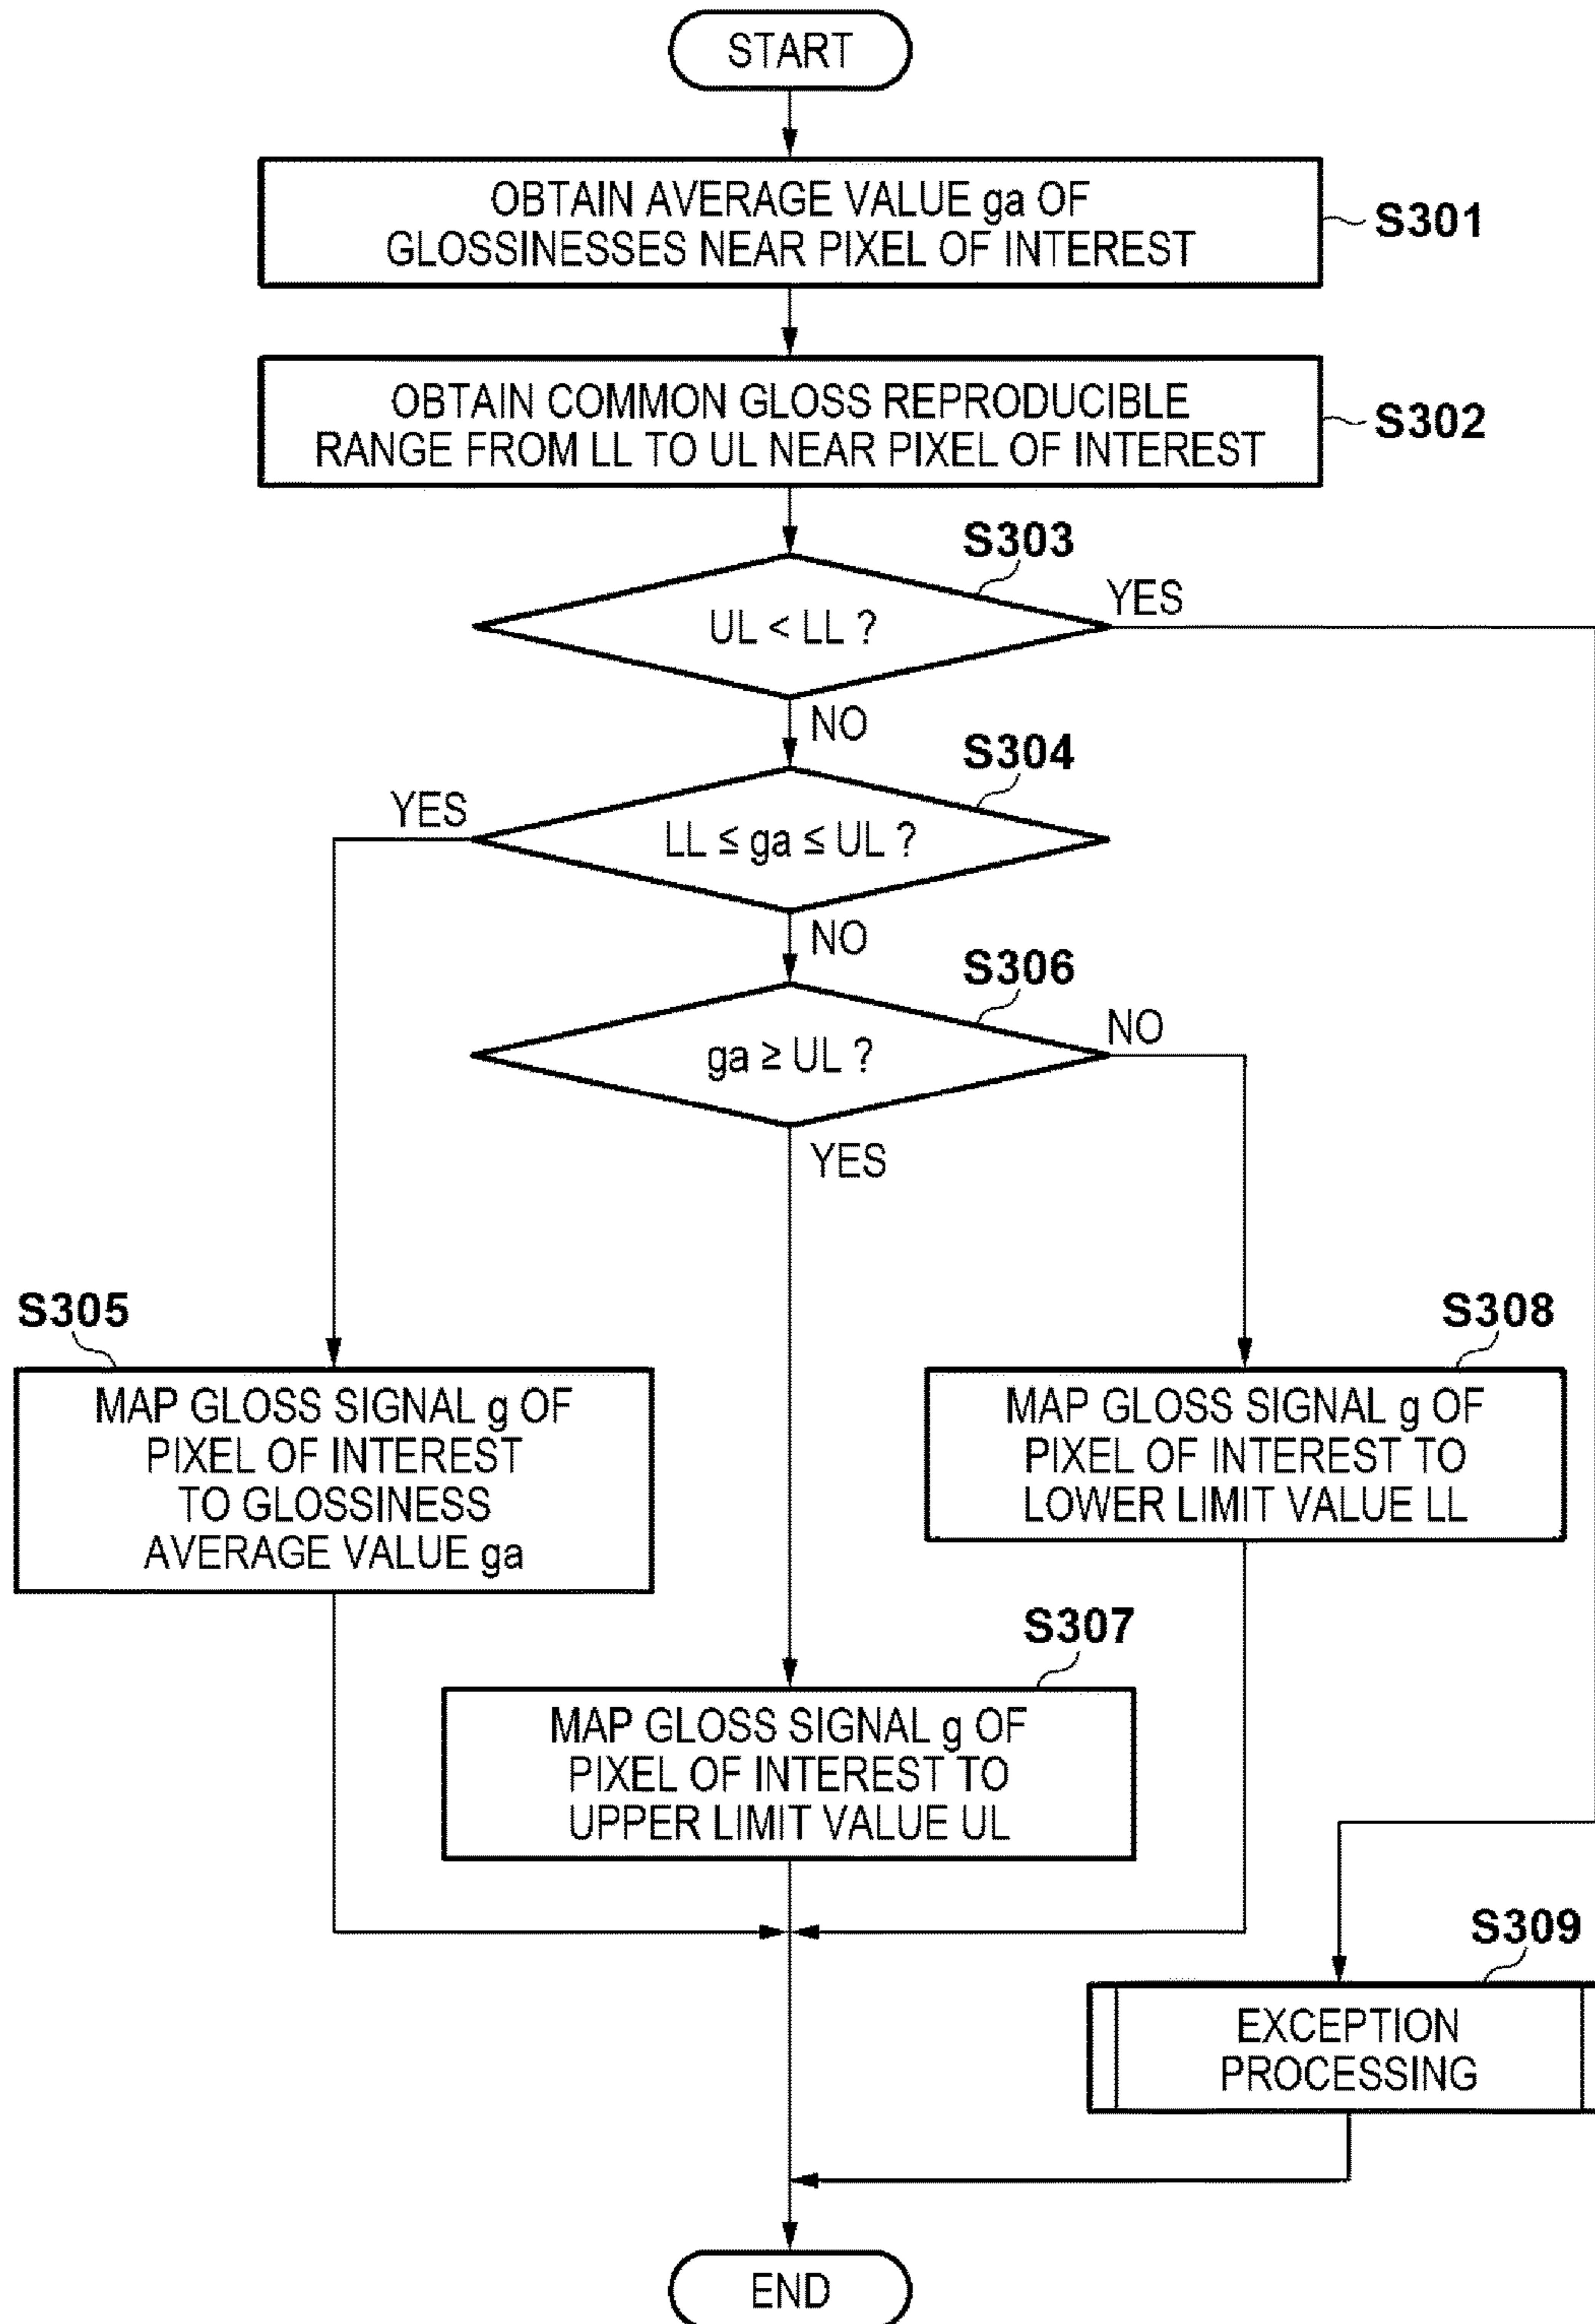 START
OBTAIN AVERAGE VALUE ga OF
GLOSSINESSES NEAR PIXEL OF INTEREST
S301
OBTAIN COMMON GLOSS REPRODUCIBLE
RANGE FROM LL TO UL NEAR PIXEL OF INTEREST
S302
S303
UL < LL ?
YES
NO
S304
LL ≤ ga ≤ UL ?
YES
NO
S306
ga ≥ UL ?
NO
YES
S305
MAP GLOSS SIGNAL g OF
PIXEL OF INTEREST
TO GLOSSINESS
AVERAGE VALUE ga
S308
MAP GLOSS SIGNAL g OF
PIXEL OF INTEREST TO
LOWER LIMIT VALUE LL
S307
MAP GLOSS SIGNAL g OF
PIXEL OF INTEREST TO
UPPER LIMIT VALUE UL
S309
EXCEPTION
PROCESSING
END